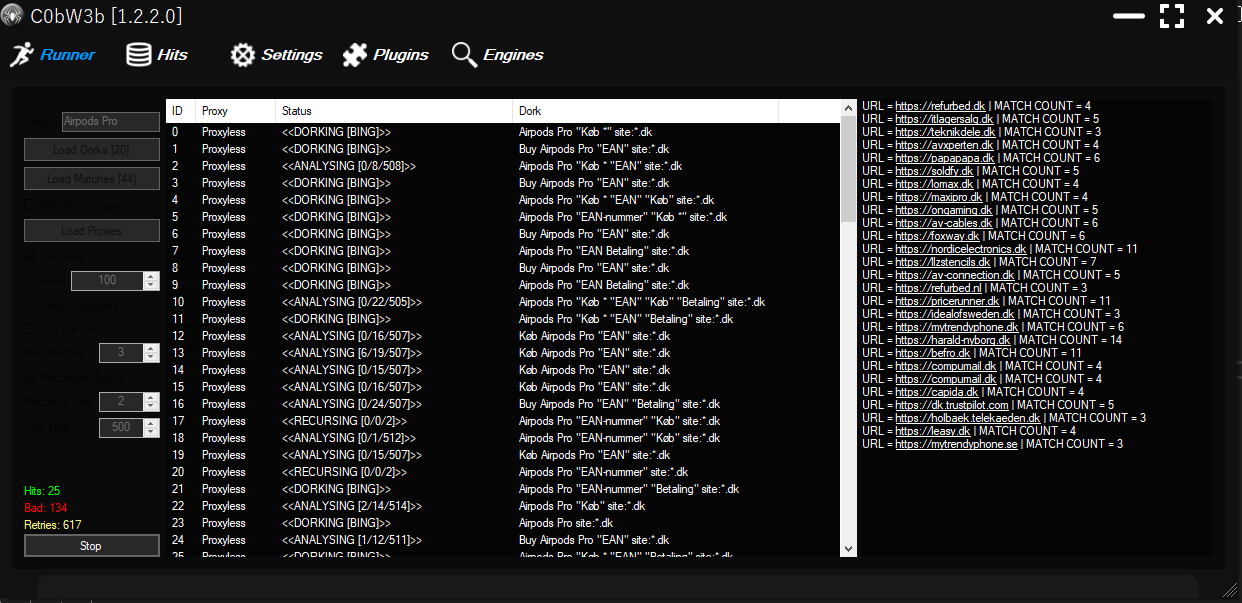 C0bW3b [1.2.2.0]
Runner Hits Settings Plugins Engines
Target: Airpods Pro
Load Dorks [20]
Load Matches [44]
Load Proxies
Proxyless
Threads: 100
Allow Duplicates
Log Full URL
Min Matches: 3
Recursive Search
Recursive Limit: 2
URL Limit: 500
Hits: 25
Bad: 134
Retries: 617
Stop
ID Proxy Status Dork
0 Proxyless <<DORKING [BING]>> Airpods Pro "Køb *" site:*.dk
1 Proxyless <<DORKING [BING]>> Buy Airpods Pro "EAN" site:*.dk
2 Proxyless <<ANALYSING [0/8/508]>> Airpods Pro "Køb * "EAN" site:*.dk
3 Proxyless <<DORKING [BING]>> Buy Airpods Pro "EAN" site:*.dk
4 Proxyless <<DORKING [BING]>> Airpods Pro "Køb * "EAN" "Køb" site:*.dk
5 Proxyless <<DORKING [BING]>> Airpods Pro "EAN-nummer" "Køb *" site:*.dk
6 Proxyless <<DORKING [BING]>> Buy Airpods Pro "EAN" site:*.dk
7 Proxyless <<DORKING [BING]>> Airpods Pro "EAN Betaling" site:*.dk
8 Proxyless <<DORKING [BING]>> Buy Airpods Pro "EAN" site:*.dk
9 Proxyless <<DORKING [BING]>> Airpods Pro "EAN Betaling" site:*.dk
10 Proxyless <<ANALYSING [0/22/505]>> Airpods Pro "Køb * "EAN" "Køb" "Betaling" site:*.dk
11 Proxyless <<DORKING [BING]>> Airpods Pro "Køb * "EAN" "Betaling" site:*.dk
12 Proxyless <<ANALYSING [0/16/507]>> Køb Airpods Pro "EAN" site:*.dk
13 Proxyless <<ANALYSING [6/19/507]>> Køb Airpods Pro "EAN" site:*.dk
14 Proxyless <<ANALYSING [0/15/507]>> Køb Airpods Pro "EAN" site:*.dk
15 Proxyless <<ANALYSING [0/16/507]>> Køb Airpods Pro "EAN" site:*.dk
16 Proxyless <<ANALYSING [0/24/507]>> Buy Airpods Pro "EAN" "Betaling" site:*.dk
17 Proxyless <<RECURSING [0/0/2]>> Airpods Pro "EAN-nummer" "Køb" site:*.dk
18 Proxyless <<ANALYSING [0/1/512]>> Airpods Pro "EAN-nummer" "Køb" site:*.dk
19 Proxyless <<ANALYSING [0/15/507]>> Køb Airpods Pro "EAN" site:*.dk
20 Proxyless <<RECURSING [0/0/2]>> Airpods Pro "EAN-nummer" site:*.dk
21 Proxyless <<DORKING [BING]>> Airpods Pro "EAN-nummer" "Betaling" site:*.dk
22 Proxyless <<ANALYSING [2/14/514]>> Airpods Pro "Køb" site:*.dk
23 Proxyless <<DORKING [BING]>> Airpods Pro site:*.dk
24 Proxyless <<ANALYSING [1/12/511]>> Buy Airpods Pro "EAN" site:*.dk
25 Proxyless <<DORKING [BING]>> Airpods Pro "Køb * "EAN" "Betaling" site:*.dk
URL = https://refurbed.dk | MATCH COUNT = 4
URL = https://itlagersalg.dk | MATCH COUNT = 5
URL = https://teknikdele.dk | MATCH COUNT = 3
URL = https://avxperten.dk | MATCH COUNT = 4
URL = https://papapapa.dk | MATCH COUNT = 6
URL = https://soldfy.dk | MATCH COUNT = 5
URL = https://lomax.dk | MATCH COUNT = 4
URL = https://maxipro.dk | MATCH COUNT = 4
URL = https://ongaming.dk | MATCH COUNT = 5
URL = https://av-cables.dk | MATCH COUNT = 6
URL = https://foxway.dk | MATCH COUNT = 6
URL = https://nordicelectronics.dk | MATCH COUNT = 11
URL = https://llzstencils.dk | MATCH COUNT = 7
URL = https://av-connection.dk | MATCH COUNT = 5
URL = https://refurbed.nl | MATCH COUNT = 3
URL = https://pricerunner.dk | MATCH COUNT = 11
URL = https://idealofsweden.dk | MATCH COUNT = 3
URL = https://mytrendyphone.dk | MATCH COUNT = 6
URL = https://harald-nyborg.dk | MATCH COUNT = 14
URL = https://befro.dk | MATCH COUNT = 11
URL = https://compumail.dk | MATCH COUNT = 4
URL = https://compumail.dk | MATCH COUNT = 4
URL = https://capida.dk | MATCH COUNT = 4
URL = https://dk.trustpilot.com | MATCH COUNT = 5
URL = https://holbaek.telekaeden.dk | MATCH COUNT = 3
URL = https://leasy.dk | MATCH COUNT = 4
URL = https://mytrendyphone.se | MATCH COUNT = 3